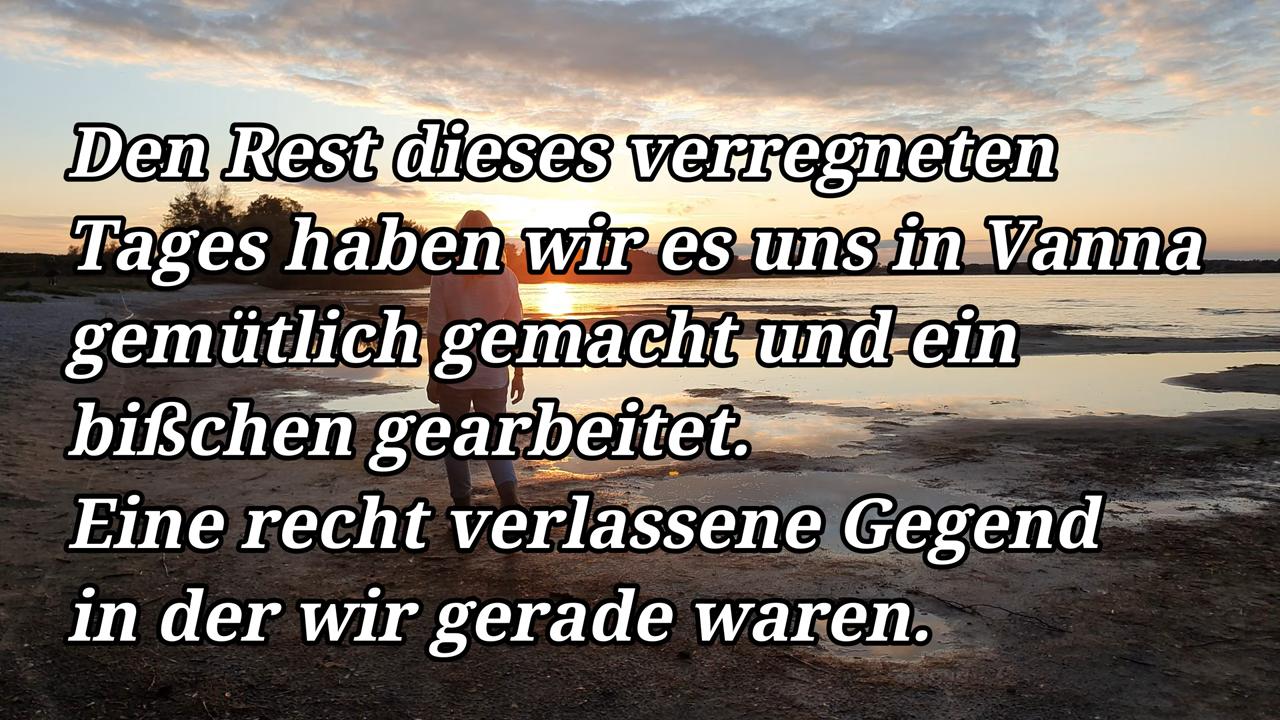 Den Rest dieses verregneten
Tages haben wir es uns in Vanna
gemütlich gemacht und ein
bißchen gearbeitet.
Eine recht verlassene Gegend
in der wir gerade waren.